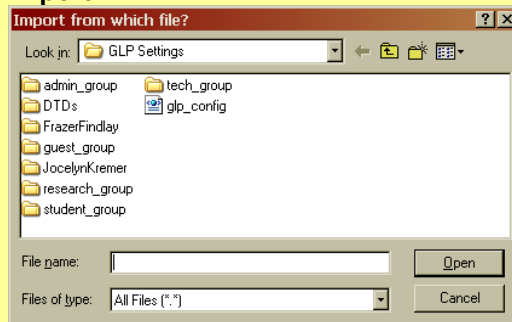 Import from which file?
Look in: GLP Settings
admin_group tech_group
DTDs glp_config
FrazerFindlay
guest_group
JocelynKremer
research_group
student_group
File name: Open
Files of type: All Files (*.*) Cancel